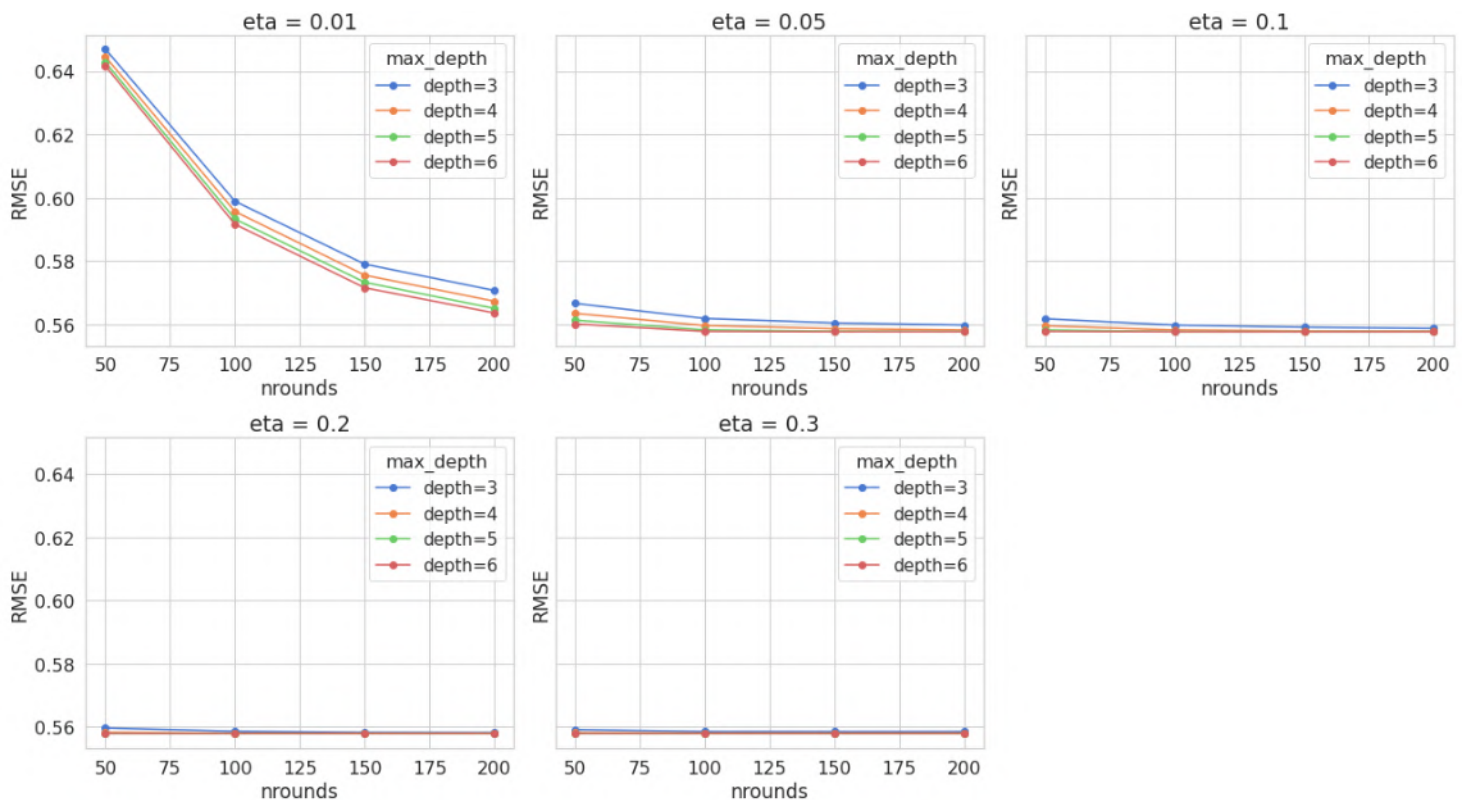 eta = 0.01
0.64
0.62
0.60
0.58
0.56
RMSE
max_depth
depth=3
depth=4
depth=5
depth=6
50 75 100 125 150 175 200
nrounds
eta = 0.05
RMSE
max_depth
depth=3
depth=4
depth=5
depth=6
50 75 100 125 150 175 200
nrounds
eta = 0.1
RMSE
max_depth
depth=3
depth=4
depth=5
depth=6
50 75 100 125 150 175 200
nrounds
eta = 0.2
0.64
0.62
0.60
0.58
0.56
RMSE
max_depth
depth=3
depth=4
depth=5
depth=6
50 75 100 125 150 175 200
nrounds
eta = 0.3
RMSE
max_depth
depth=3
depth=4
depth=5
depth=6
50 75 100 125 150 175 200
nrounds